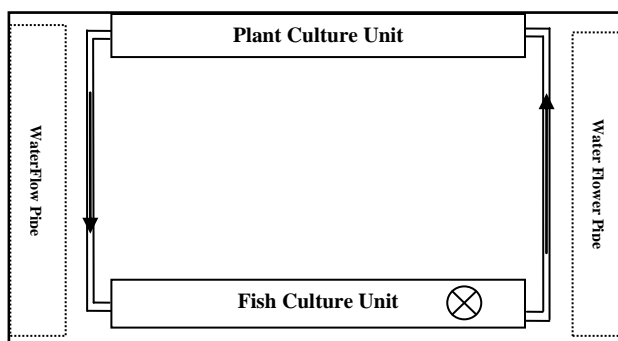 Plant Culture Unit
WaterFlow Pipe
Water Flower Pipe
Fish Culture Unit